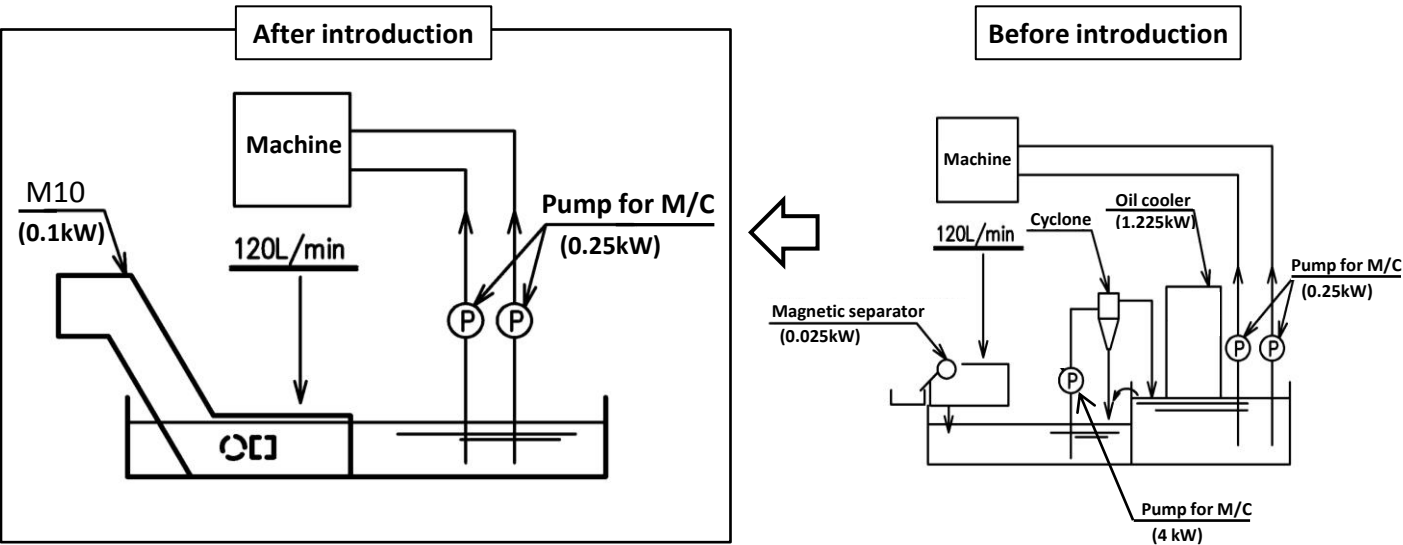 After introduction
Machine
M10
(0.1kW)
120L/min
Pump for M/C
(0.25kW)
P
P
Before introduction
Machine
Oil cooler
(1.225kW)
Cyclone
120L/min
Pump for M/C
(0.25kW)
Magnetic separator
(0.025kW)
P
P
P
Pump for M/C
(4 kW)